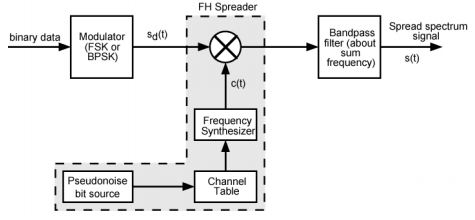 FH Spreader
binary data
Modulator
(FSK or
BPSK)
s_d(t)
Bandpass
filter (about
sum
frequency)
Spread spectrum
signal
s(t)
c(t)
Frequency
Synthesizer
Pseudonoise
bit source
Channel
Table